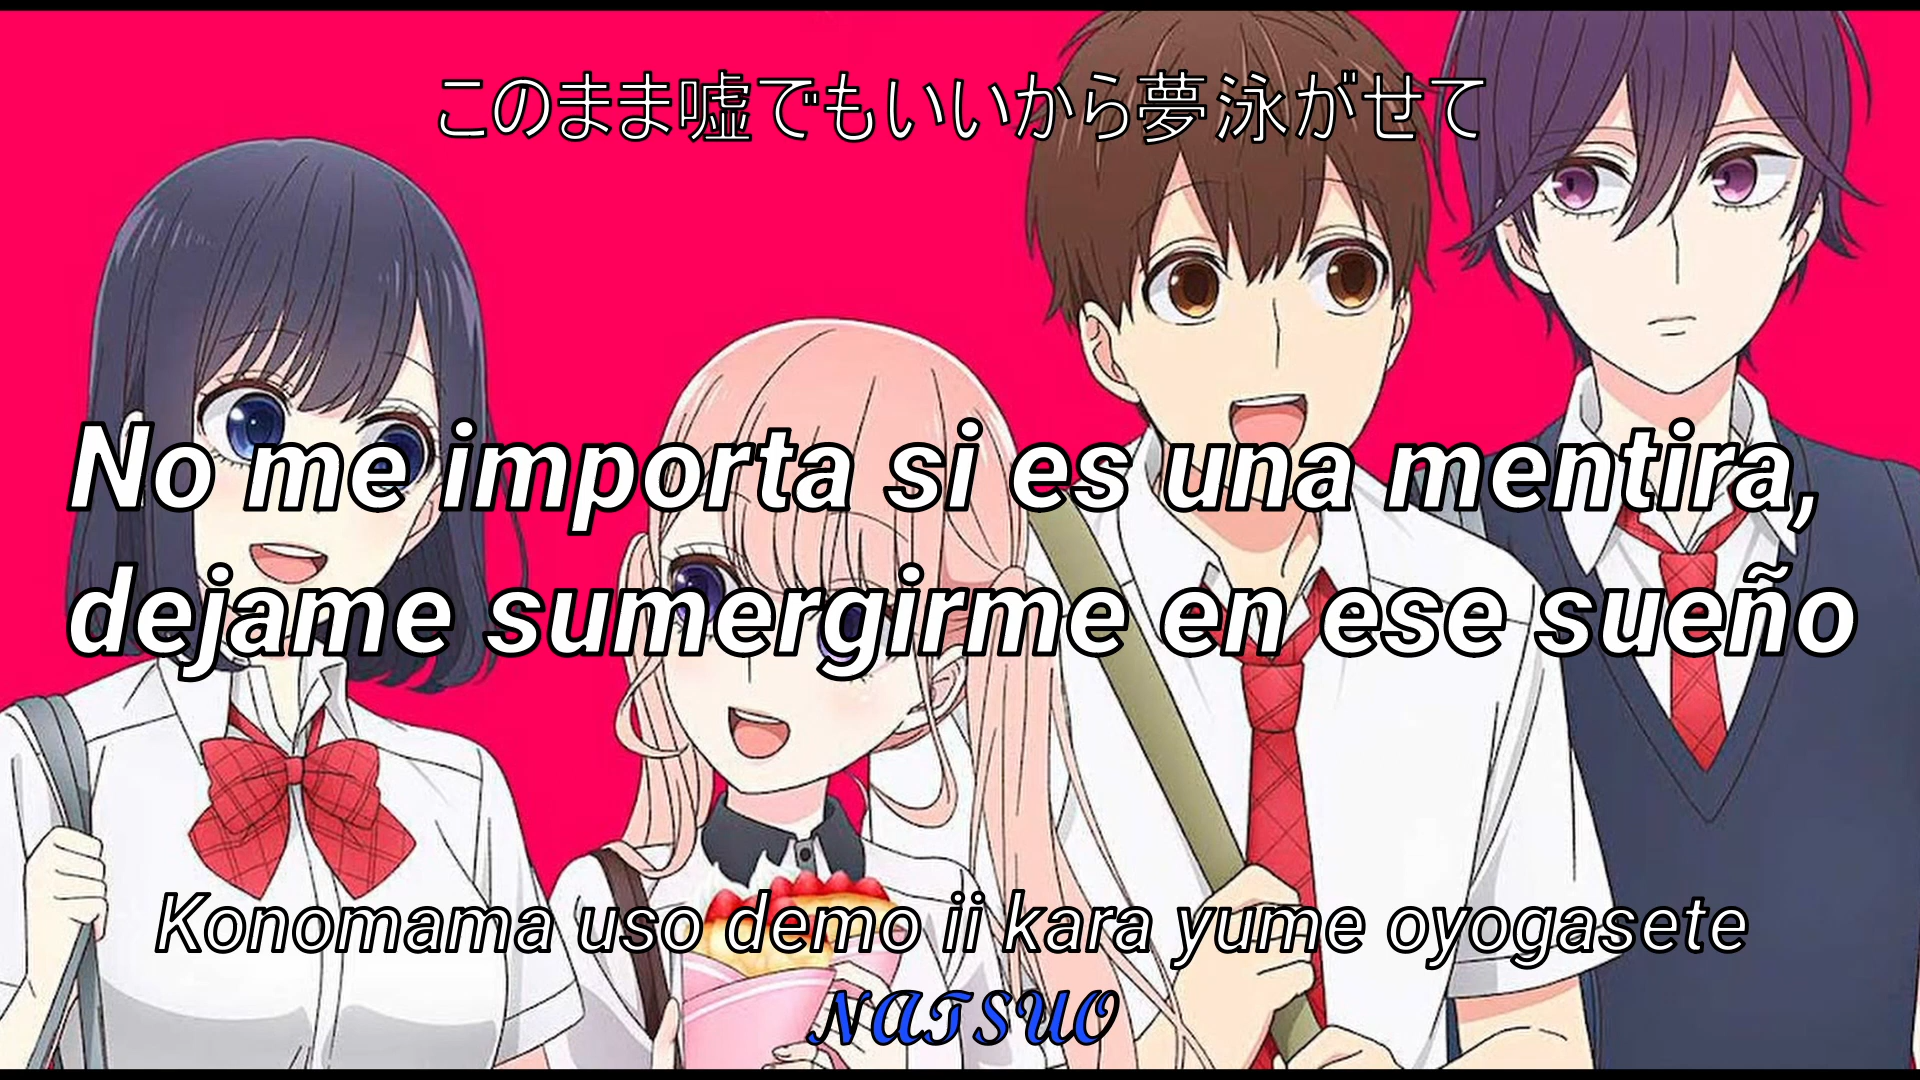 このまま嘘でもいいから夢泳がせて
No me importa si es una mentira,
dejame sumergirme en ese sueño
Konomama uso demo ii kara yume oyogasete
NATSUO